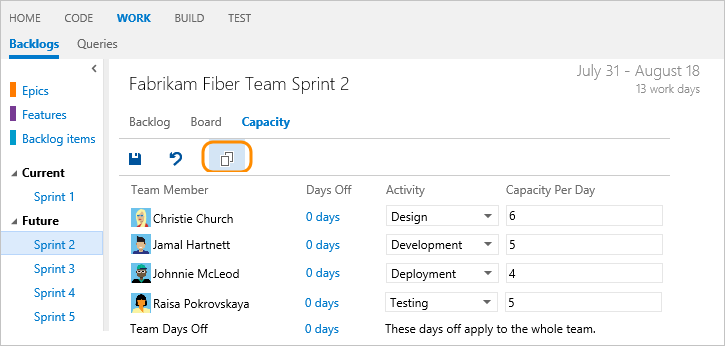 HOME CODE WORK BUILD TEST
Backlogs Queries
Epics
Features
Backlog items
Current
Sprint 1
Future
Sprint 2
Sprint 3
Sprint 4
Sprint 5
Fabrikam Fiber Team Sprint 2
July 31 - August 18
13 work days
Backlog Board Capacity
Team Member Days Off Activity Capacity Per Day
Christie Church 0 days Design 6
Jamal Hartnett 0 days Development 5
Johnnie McLeod 0 days Deployment 4
Raisa Pokrovskaya 0 days Testing 5
Team Days Off 0 days These days off apply to the whole team.